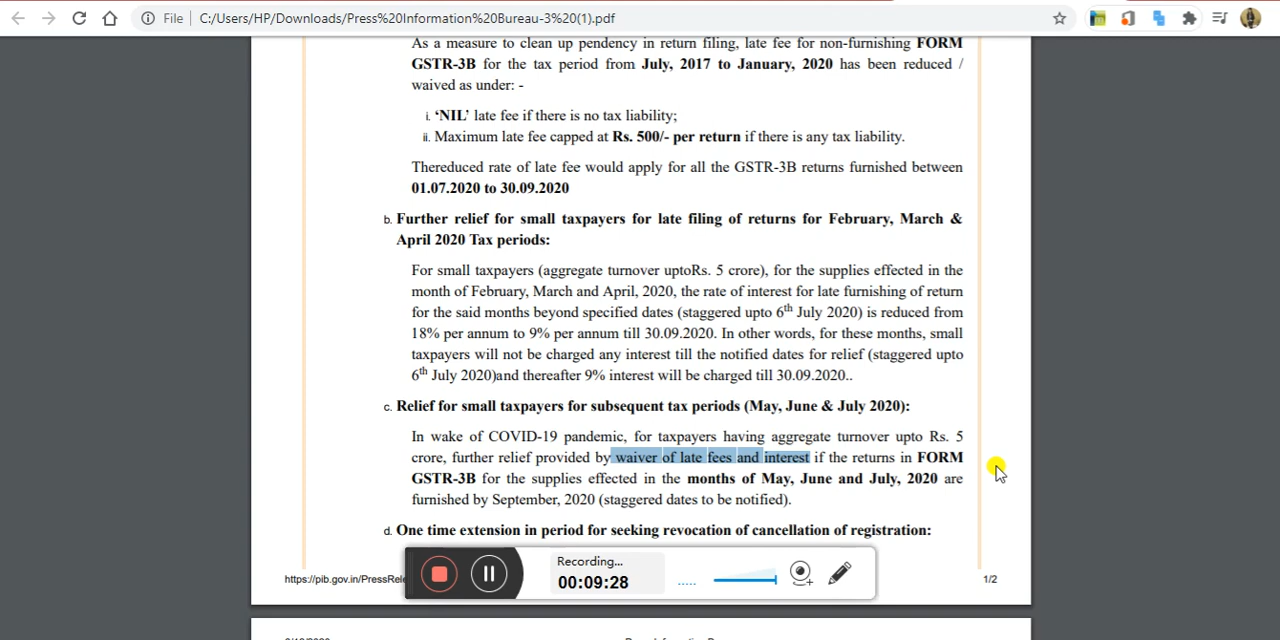 File | C:/Users/HP/Downloads/Press%20Information%20Bureau-3%20(1).pdf
As a measure to clean up pendency in return filing, late fee for non-furnishing FORM
GSTR-3B for the tax period from July, 2017 to January, 2020 has been reduced /
waived as under: -
i. ‘NIL’ late fee if there is no tax liability;
ii. Maximum late fee capped at Rs. 500/- per return if there is any tax liability.
Thereduced rate of late fee would apply for all the GSTR-3B returns furnished between
01.07.2020 to 30.09.2020
b. Further relief for small taxpayers for late filing of returns for February, March &
April 2020 Tax periods:
For small taxpayers (aggregate turnover uptoRs. 5 crore), for the supplies effected in the
month of February, March and April, 2020, the rate of interest for late furnishing of return
for the said months beyond specified dates (staggered upto 6th July 2020) is reduced from
18% per annum to 9% per annum till 30.09.2020. In other words, for these months, small
taxpayers will not be charged any interest till the notified dates for relief (staggered upto
6th July 2020)and thereafter 9% interest will be charged till 30.09.2020..
c. Relief for small taxpayers for subsequent tax periods (May, June & July 2020):
In wake of COVID-19 pandemic, for taxpayers having aggregate turnover upto Rs. 5
crore, further relief provided by waiver of late fees and interest if the returns in FORM
GSTR-3B for the supplies effected in the months of May, June and July, 2020 are
furnished by September, 2020 (staggered dates to be notified).
d. One time extension in period for seeking revocation of cancellation of registration:
Recording...
00:09:28
https://pib.gov.in/PressRele
1/2